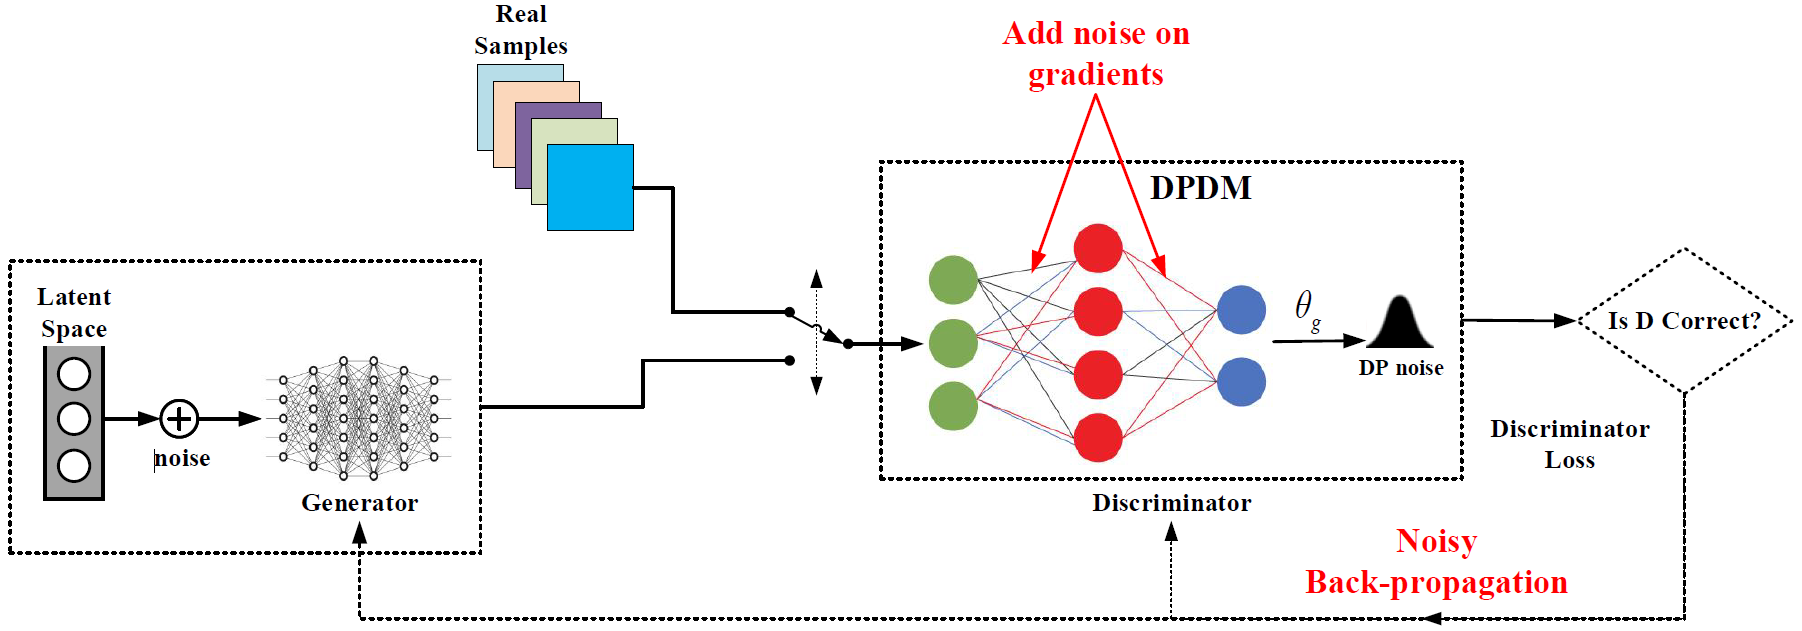 Real
Samples
Add noise on
gradients
DPDM
Latent
Space
θg
Is D Correct?
DP noise
noise
Discriminator
Loss
Generator
Discriminator
Noisy
Back-propagation